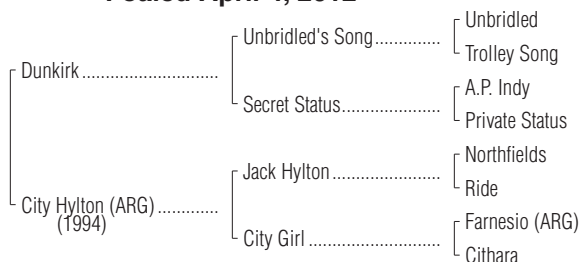 Foaled April 2012
Unbridled
Unbridled's Song..............
Trolley Song
Dunkirk.............................
A.P. Indy
Secret Status.....................
Private Status
Northfields
Jack Hylton.......................
Ride
City Hylton (ARG).............
(1994)
Farnesio (ARG)
City Girl ............................
Cithara